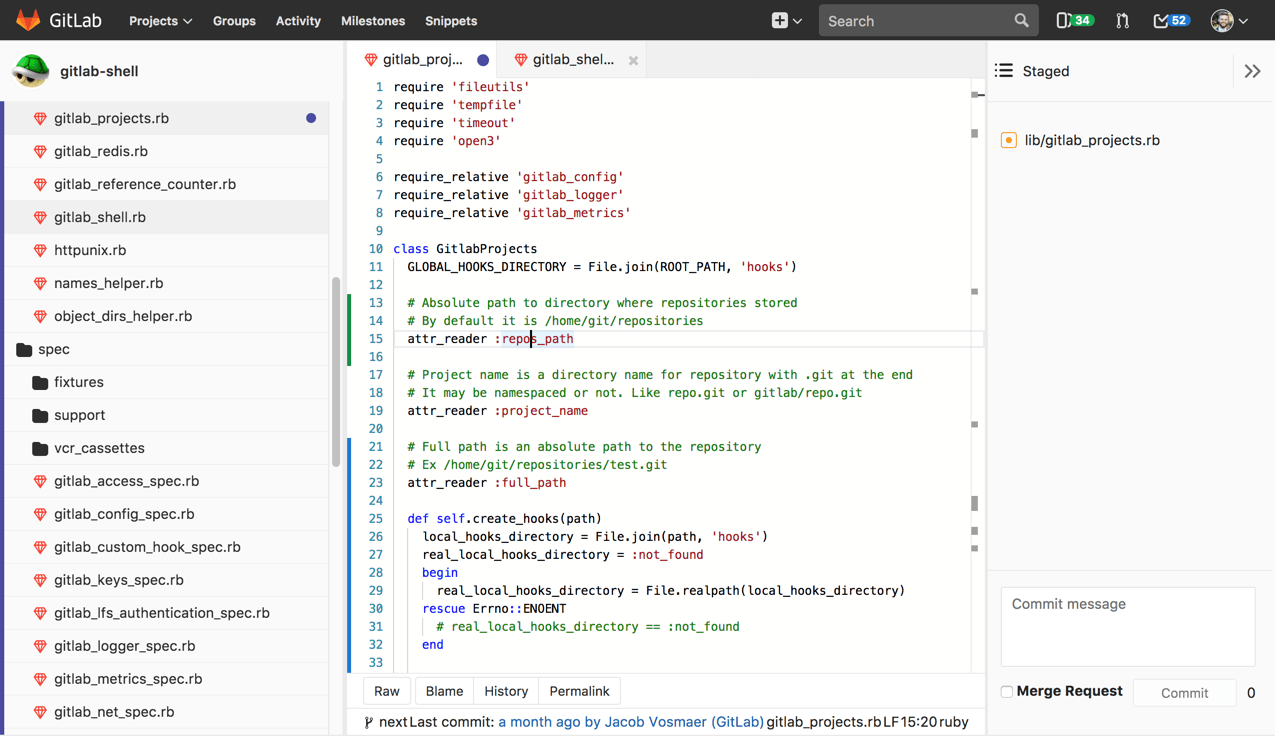 GitLab Projects Groups Activity Milestones Snippets Search 34 52
gitlab-shell
gitlab_projects.rb
gitlab_redis.rb
gitlab_reference_counter.rb
gitlab_shell.rb
httpunix.rb
names_helper.rb
object_dirs_helper.rb
spec
fixtures
support
vcr_cassettes
gitlab_access_spec.rb
gitlab_config_spec.rb
gitlab_custom_hook_spec.rb
gitlab_keys_spec.rb
gitlab_lfs_authentication_spec.rb
gitlab_logger_spec.rb
gitlab_metrics_spec.rb
gitlab_net_spec.rb
gitlab_proj... gitlab_shel...
1 require 'fileutils'
2 require 'tempfile'
3 require 'timeout'
4 require 'open3'
5
6 require_relative 'gitlab_config'
7 require_relative 'gitlab_logger'
8 require_relative 'gitlab_metrics'
9
10 class GitlabProjects
11 GLOBAL_HOOKS_DIRECTORY = File.join(ROOT_PATH, 'hooks')
12
13 # Absolute path to directory where repositories stored
14 # By default it is /home/git/repositories
15 attr_reader :repos_path
16
17 # Project name is a directory name for repository with .git at the end
18 # It may be namespaced or not. Like repo.git or gitlab/repo.git
19 attr_reader :project_name
20
21 # Full path is an absolute path to the repository
22 # Ex /home/git/repositories/test.git
23 attr_reader :full_path
24
25 def self.create_hooks(path)
26 local_hooks_directory = File.join(path, 'hooks')
27 real_local_hooks_directory = :not_found
28 begin
29 real_local_hooks_directory = File.realpath(local_hooks_directory)
30 rescue Errno::ENOENT
31 # real_local_hooks_directory == :not_found
32 end
33
Raw Blame History Permalink
next Last commit: a month ago by Jacob Vosmaer (GitLab) gitlab_projects.rb LF 15:20 ruby
Staged
lib/gitlab_projects.rb
Commit message
Merge Request Commit 0